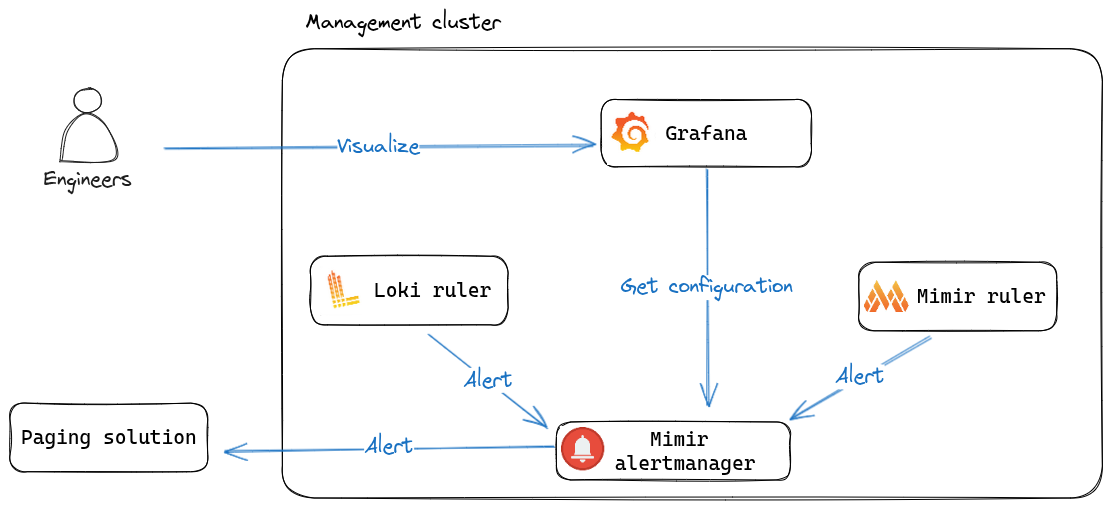 Management cluster
Grafana
Visualize
Engineers
Get configuration
Loki ruler
Mimir ruler
Alert
Alert
Paging solution
Alert
Mimir
alertmanager